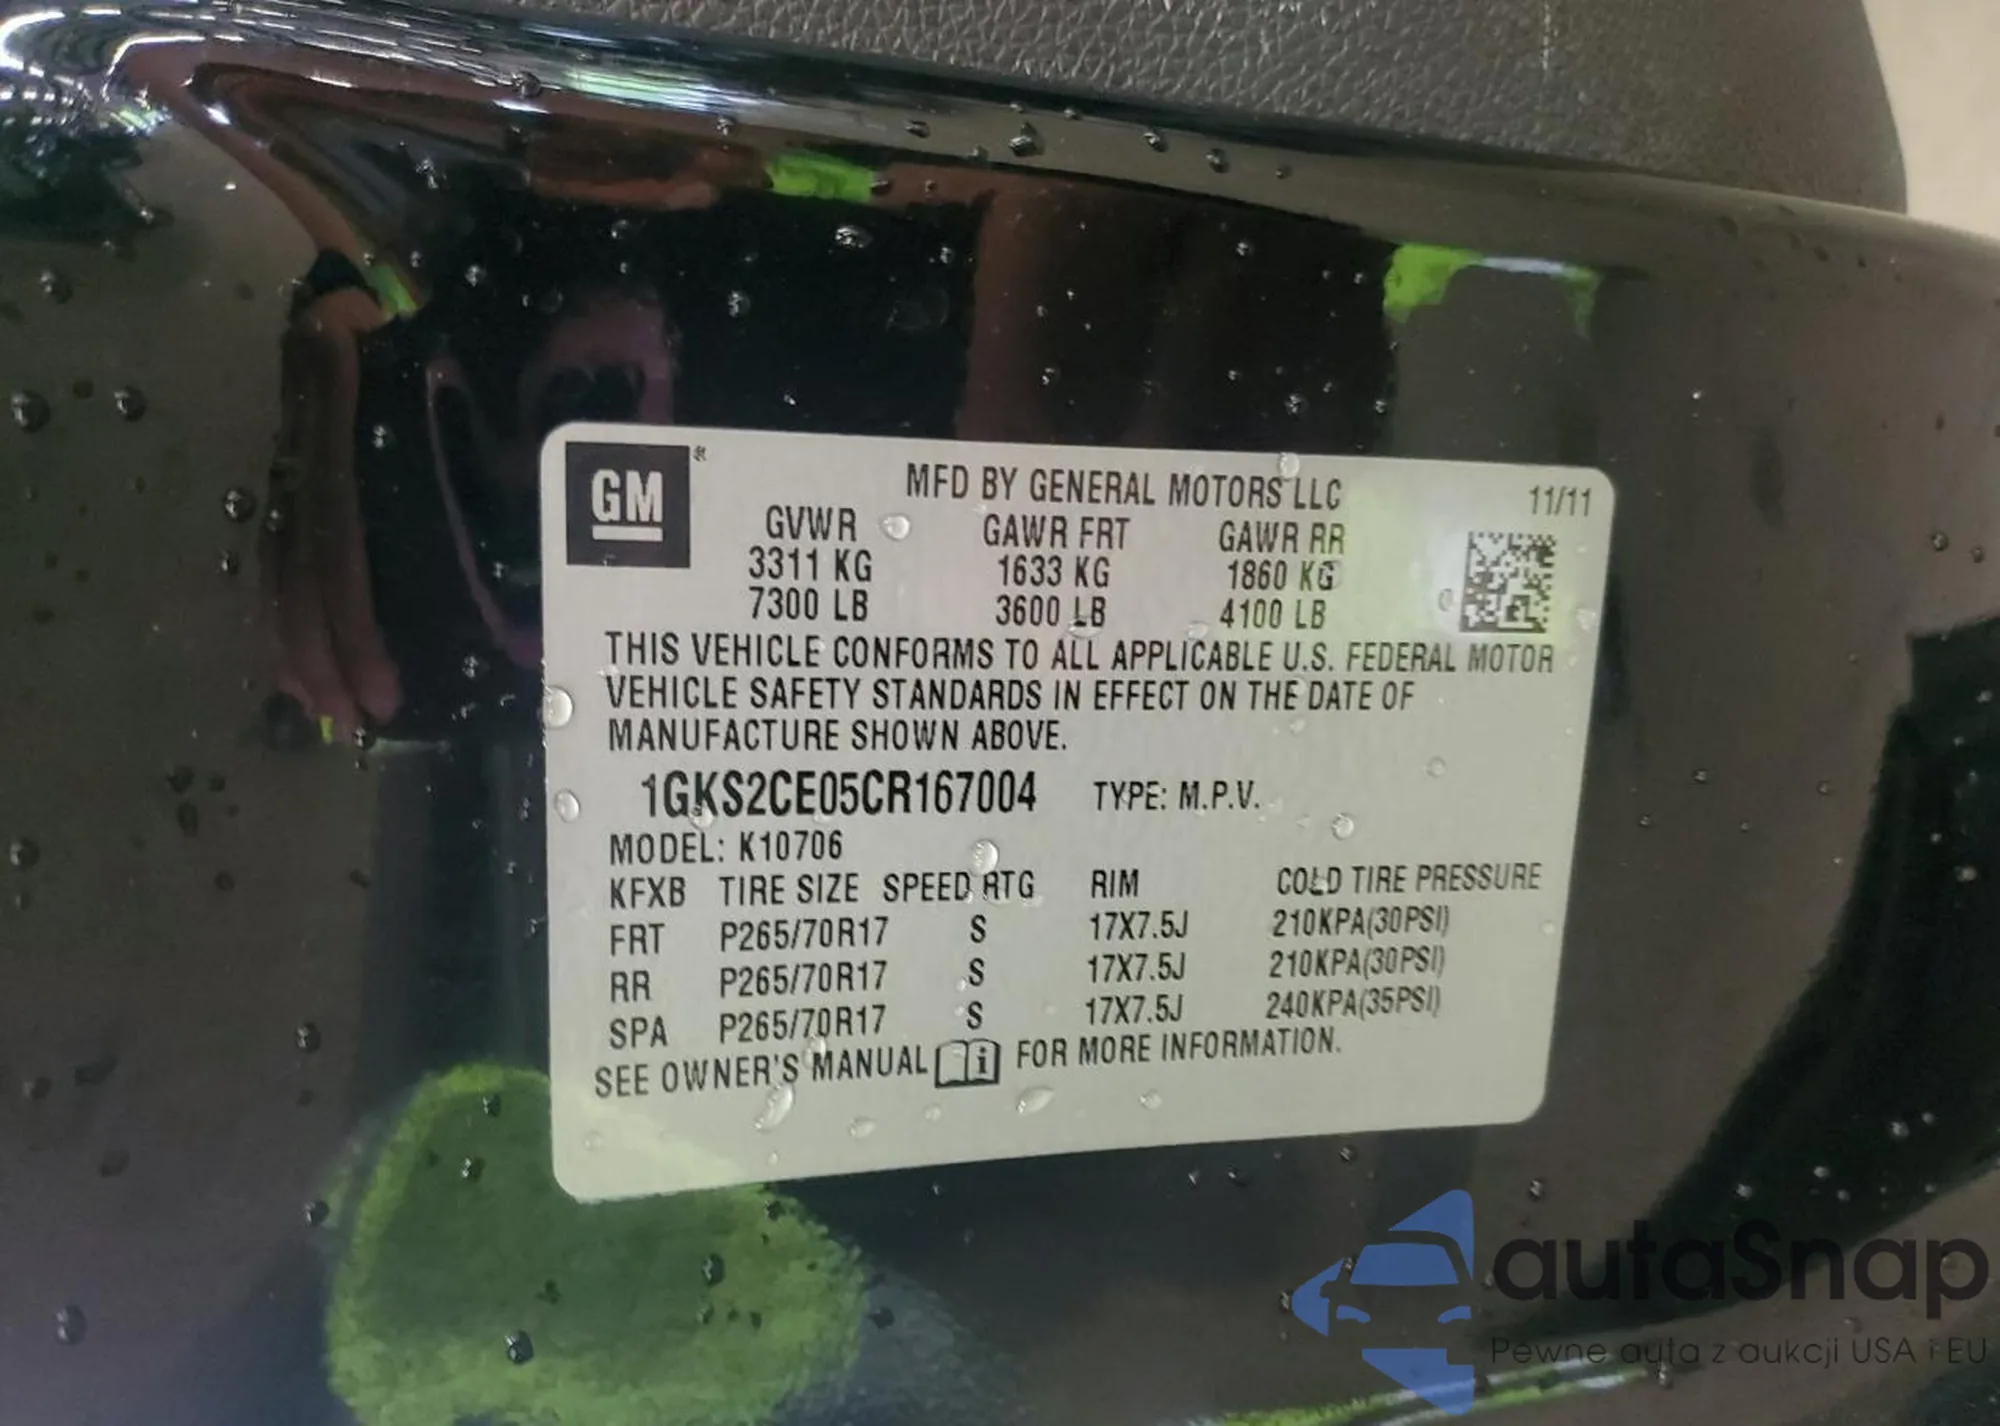 GM ®
MFD BY GENERAL MOTORS LLC 11/11
GVWR GAWR FRT GAWR RR
3311 KG 1633 KG 1860 KG
7300 LB 3600 LB 4100 LB
THIS VEHICLE CONFORMS TO ALL APPLICABLE U.S. FEDERAL MOTOR
VEHICLE SAFETY STANDARDS IN EFFECT ON THE DATE OF
MANUFACTURE SHOWN ABOVE.
1GKS2CE05CR167004 TYPE: M.P.V.
MODEL: K10706
KFXB TIRE SIZE SPEED RTG RIM COLD TIRE PRESSURE
FRT P265/70R17 S 17X7.5J 210KPA(30PSI)
RR P265/70R17 S 17X7.5J 210KPA(30PSI)
SPA P265/70R17 S 17X7.5J 240KPA(35PSI)
SEE OWNER'S MANUAL i FOR MORE INFORMATION.
autaSnap
Pewne auta z aukcji USA i EU